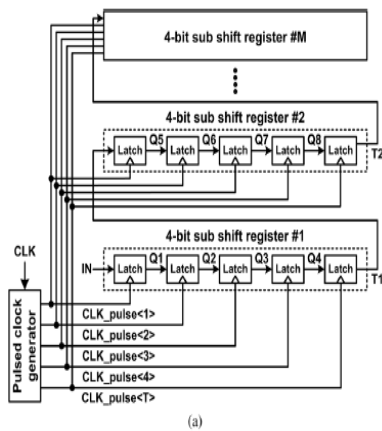 4-bit sub shift register #M
4-bit sub shift register #2
Q5 Q6 Q7 Q8
Latch Latch Latch Latch Latch
T2
4-bit sub shift register #1
CLK
IN
Q1 Q2 Q3 Q4
Latch Latch Latch Latch Latch
T1
Pulsed clock
generator
CLK_pulse<1>
CLK_pulse<2>
CLK_pulse<3>
CLK_pulse<4>
CLK_pulse<T>
(a)